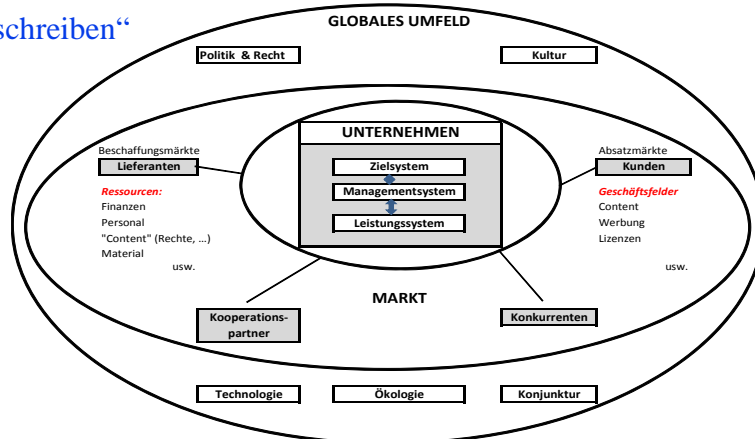 schreiben“
GLOBALES UMFELD
Politik & Recht
Kultur
UNTERNEHMEN
Zielsystem
Managementsystem
Leistungssystem
Beschaffungsmärkte
Lieferanten
Ressourcen:
Finanzen
Personal
"Content" (Rechte, ...)
Material
usw.
Absatzmärkte
Kunden
Geschäftsfelder
Content
Werbung
Lizenzen
usw.
MARKT
Kooperations-
partner
Konkurrenten
Technologie
Ökologie
Konjunktur